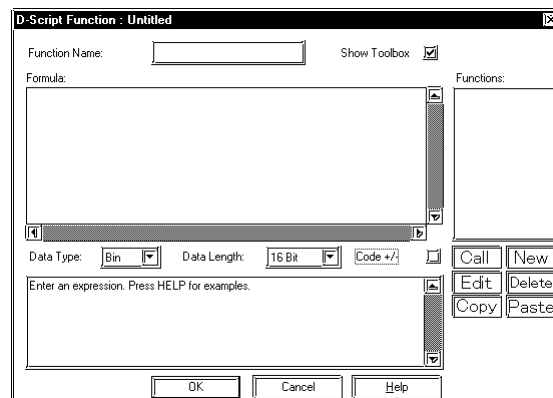 D-Script Function : Untitled
Function Name:
Show Toolbox
Formula:
Functions:
Data Type: Bin Data Length: 16 Bit Code +/-
Call New
Enter an expression. Press HELP for examples.
Edit Delete
Copy Paste
OK Cancel Help